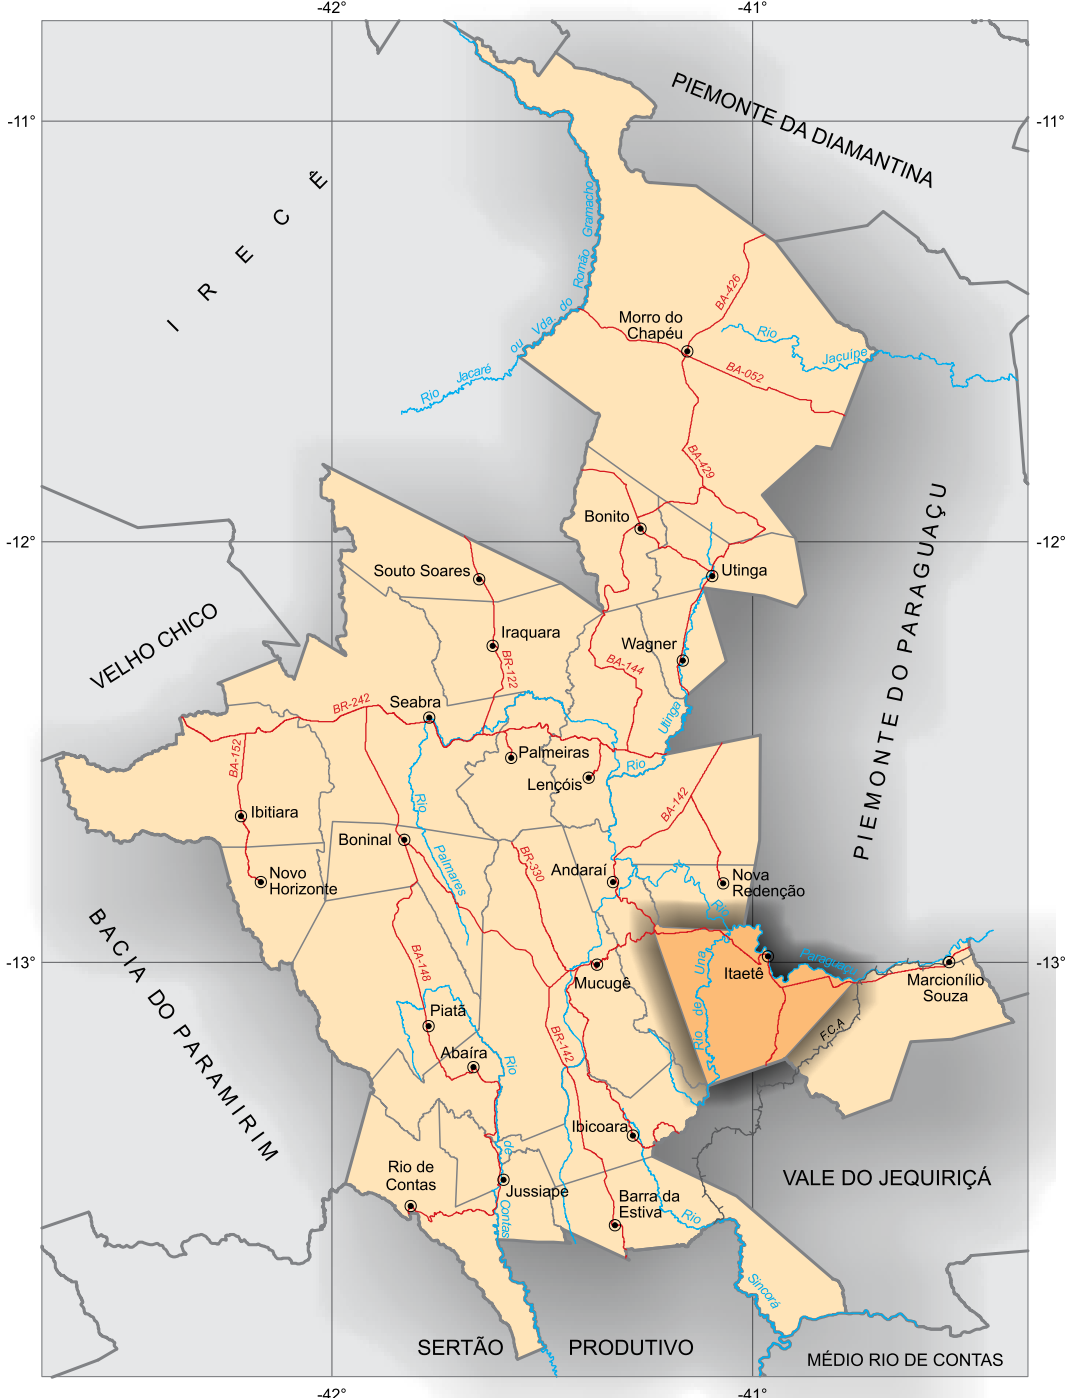 -42°
-41°
-11°
-11°
PIEMONTE DA DIAMANTINA
IRECÊ
Rio Jacaré ou Vda. do Romão Gramacho
BA-426
Morro do
Chapéu
Rio Jacuípe
BA-052
BA-429
Bonito
-12°
-12°
Utinga
Souto Soares
PIEMONTE DO PARAGUAÇU
VELHO CHICO
Iraquara
Wagner
BR-122
BA-144
Seabra
BR-242
Rio Utinga
BA-152
Palmeiras
Lençóis
Ibitiara
Rio Palmares
BA-142
Boninal
BR-330
Andaraí
Novo
Horizonte
Nova
Redenção
BACIA DO PARAMIRIM
Rio Paraguaçu
-13°
-13°
BA-148
Mucugê
Itaetê
Rio de Una
Marcionílio
Souza
F.C.A
Piatã
Abaíra
BR-142
Rio de Contas
Ibicoara
Rio de
Contas
Jussiape
Barra da
Estiva
VALE DO JEQUIRIÇÁ
Rio Sincorá
SERTÃO PRODUTIVO
MÉDIO RIO DE CONTAS
-42°
-41°